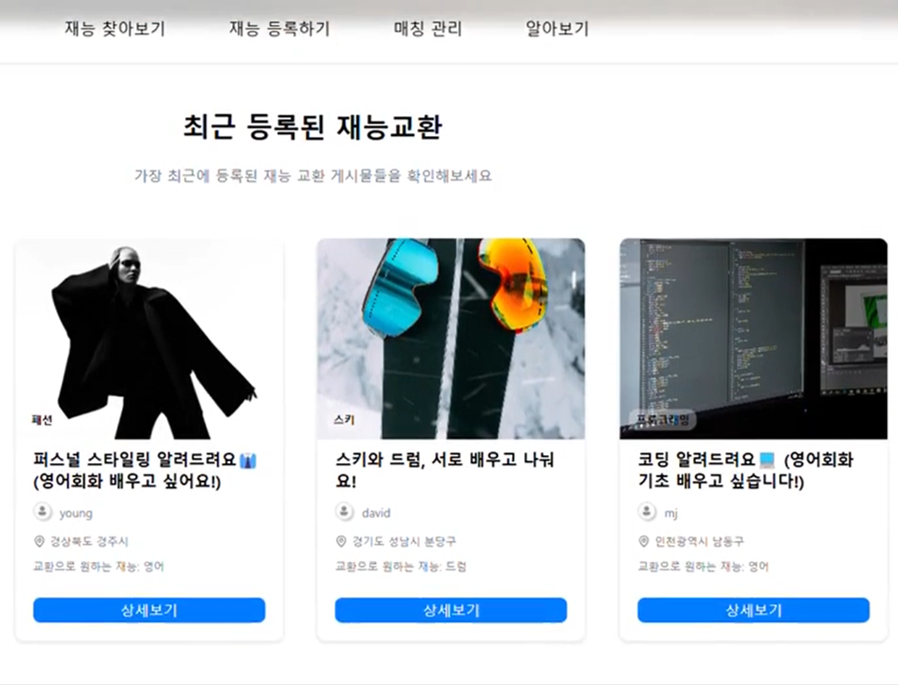 재능 찾아보기 재능 등록하기 매칭 관리 알아보기
최근 등록된 재능교환
가장 최근에 등록된 재능 교환 게시물들을 확인해보세요
패션
퍼스널 스타일링 알려드려요👔
(영어회화 배우고 싶어요!)
young
경상북도 경주시
교환으로 원하는 재능: 영어
상세보기
스키
스키와 드럼, 서로 배우고 나눠
요!
david
경기도 성남시 분당구
교환으로 원하는 재능: 드럼
상세보기
프로그래밍
코딩 알려드려요💻 (영어회화
기초 배우고 싶습니다!)
mj
인천광역시 남동구
교환으로 원하는 재능: 영어
상세보기